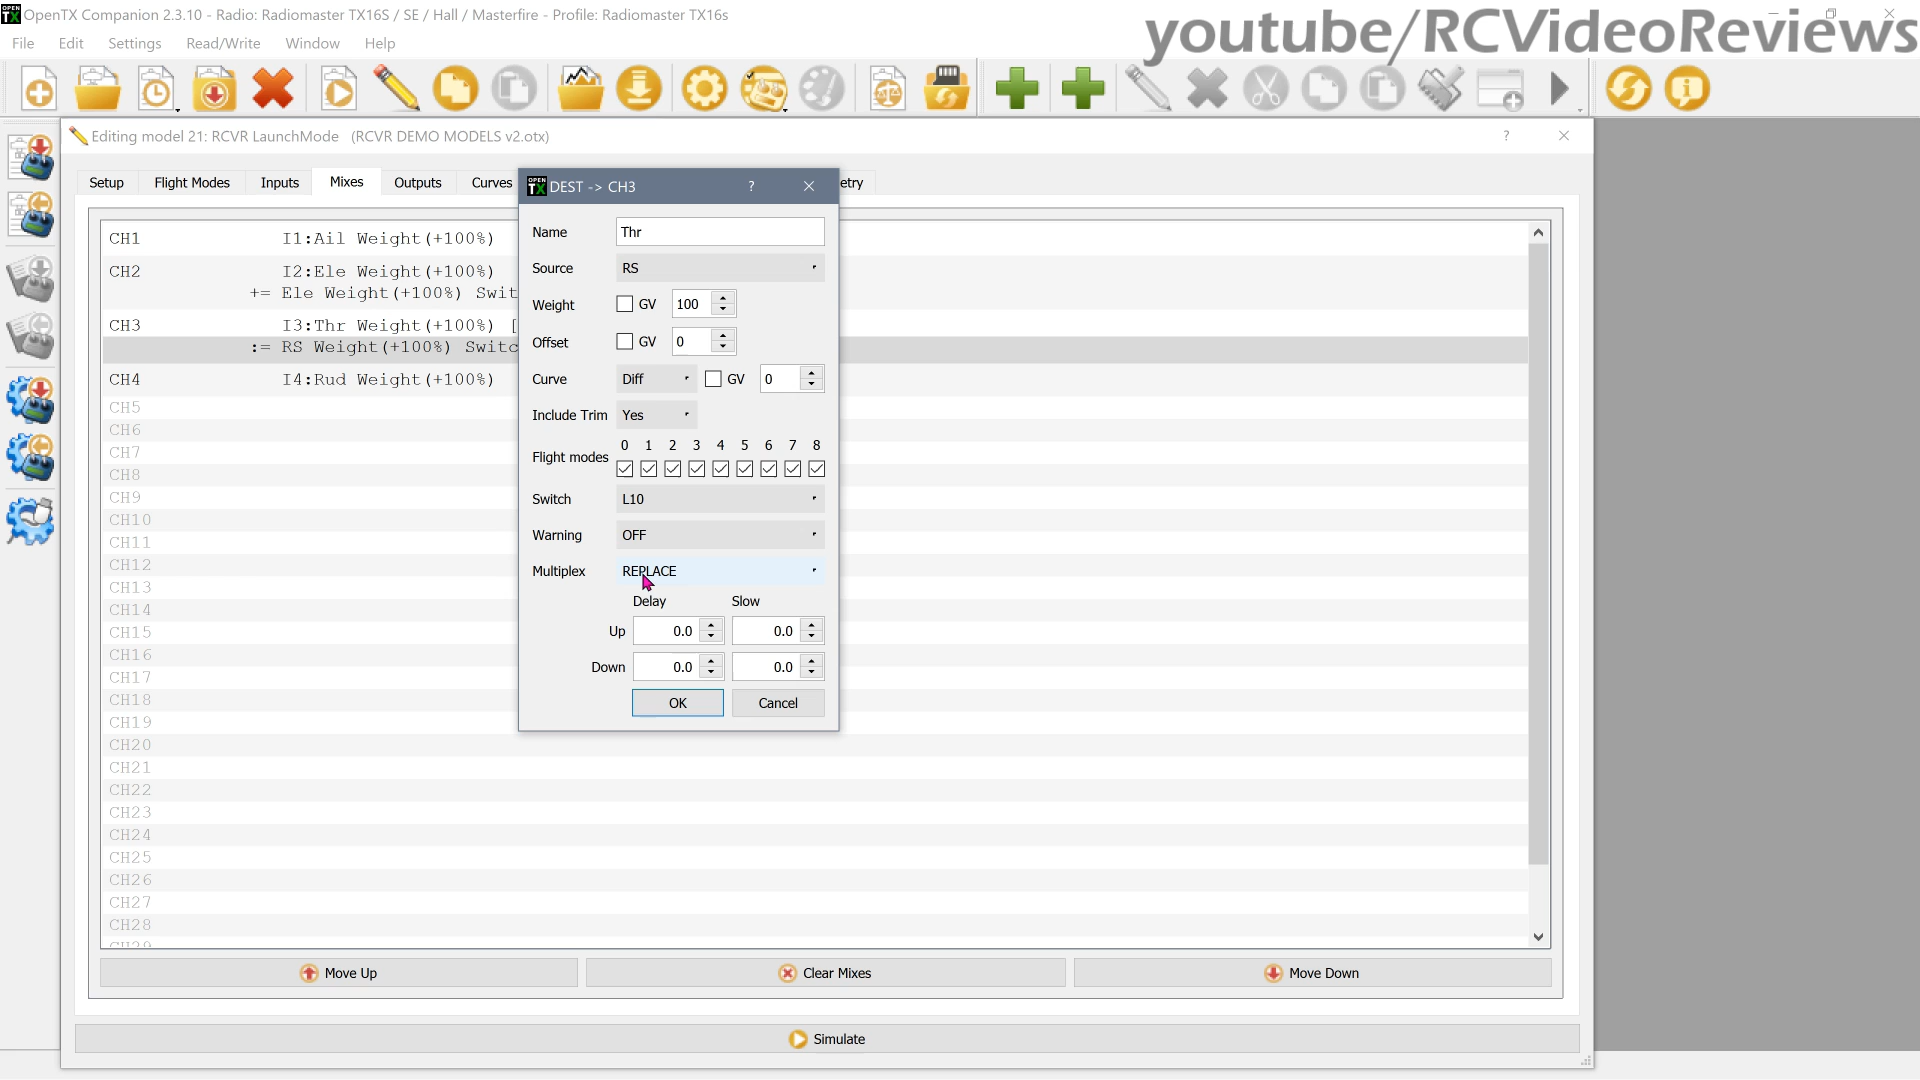 OpenTX Companion 2.3.10 - Radio: Radiomaster TX16S / SE / Hall / Masterfire - Profile: Radiomaster TX16s
youtube/RCVideoReviews
File Edit Settings Read/Write Window Help
Editing model 21: RCVR LaunchMode (RCVR DEMO MODELS v2.otx)
Setup Flight Modes Inputs Mixes Outputs Curves etry
OPEN TX DEST -> CH3
CH1 I1:Ail Weight(+100%)
CH2 I2:Ele Weight(+100%)
+= Ele Weight(+100%) Swit
CH3 I3:Thr Weight(+100%) [
:= RS Weight(+100%) Switc
CH4 I4:Rud Weight(+100%)
CH5
CH6
CH7
CH8
CH9
CH10
CH11
CH12
CH13
CH14
CH15
CH16
CH17
CH18
CH19
CH20
CH21
CH22
CH23
CH24
CH25
CH26
CH27
CH28
CH29
Name Thr
Source RS
Weight GV 100
Offset GV 0
Curve Diff GV 0
Include Trim Yes
0 1 2 3 4 5 6 7 8
Flight modes
Switch L10
Warning OFF
Multiplex REPLACE
Delay Slow
Up 0.0 0.0
Down 0.0 0.0
OK Cancel
Move Up Clear Mixes Move Down
Simulate